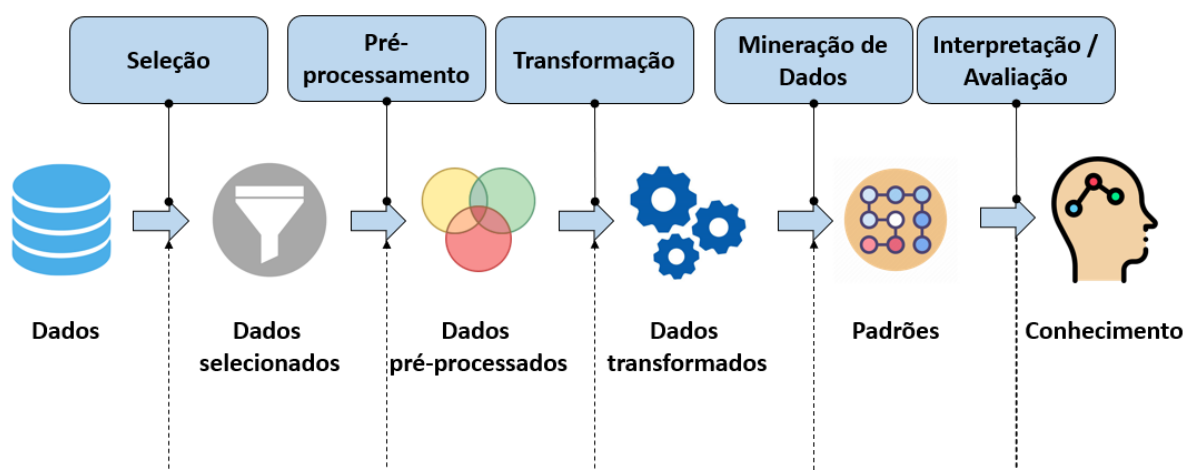 Seleção
Pré-
processamento
Transformação
Mineração de
Dados
Interpretação /
Avaliação
Dados
Dados
selecionados
Dados
pré-processados
Dados
transformados
Padrões
Conhecimento